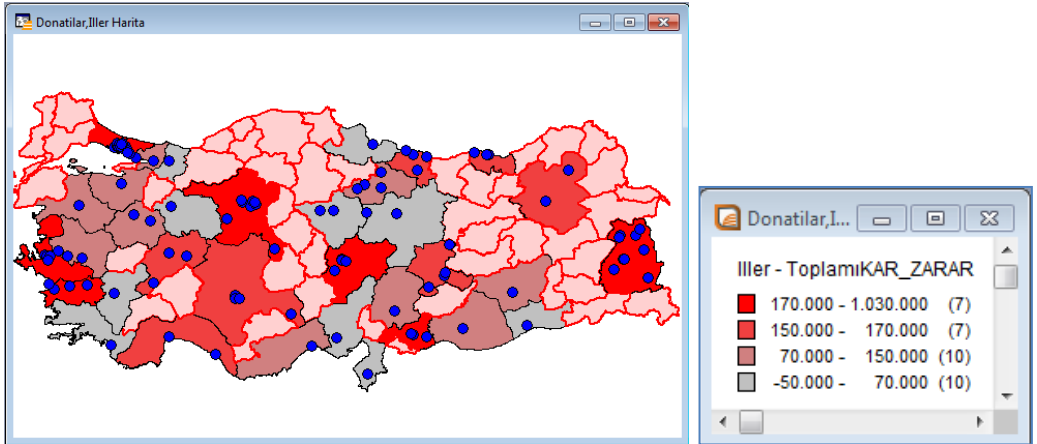 Donatilar,Iller Harita
Donatilar,I...
Iller - ToplamıKAR_ZARAR
170.000 - 1.030.000 (7)
150.000 - 170.000 (7)
70.000 - 150.000 (10)
-50.000 - 70.000 (10)